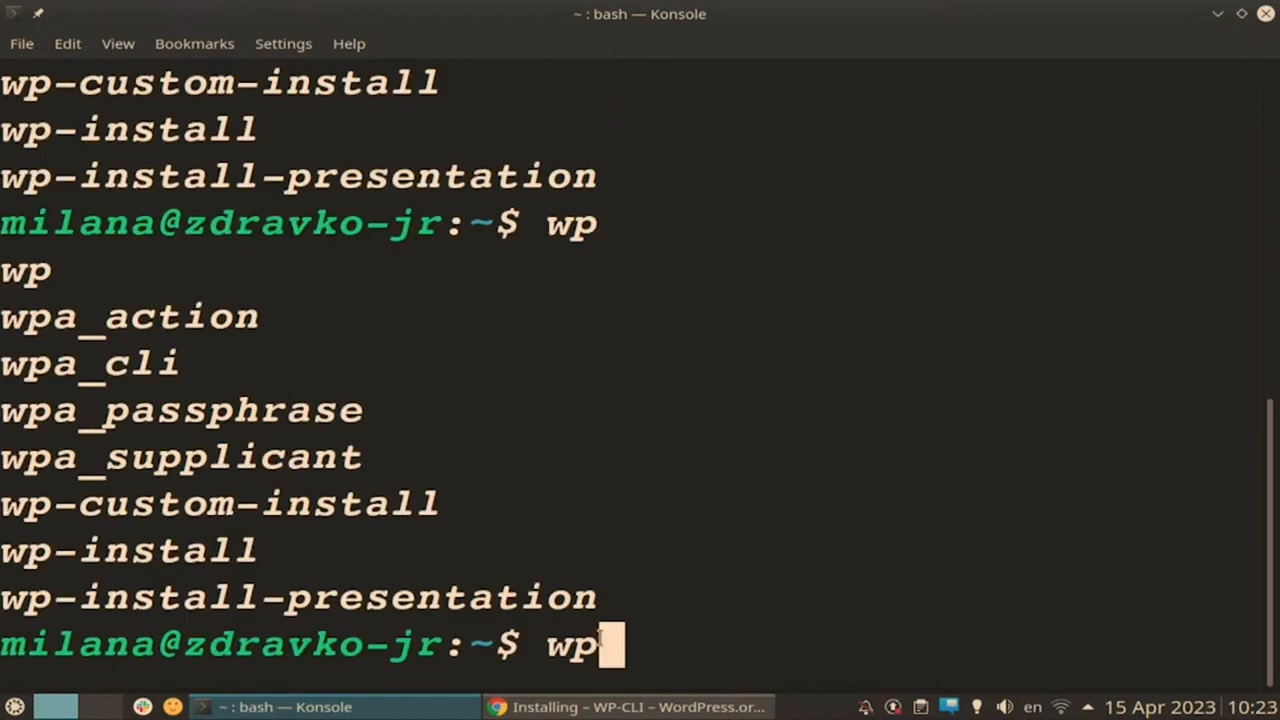 ~ : bash — Konsole
File Edit View Bookmarks Settings Help
wp-custom-install
wp-install
wp-install-presentation
milana@zdravko-jr:~$ wp
wp
wpa_action
wpa_cli
wpa_passphrase
wpa_supplicant
wp-custom-install
wp-install
wp-install-presentation
milana@zdravko-jr:~$ wp
~ : bash — Konsole Installing – WP-CLI – WordPress.or... en 15 Apr 2023 10:23